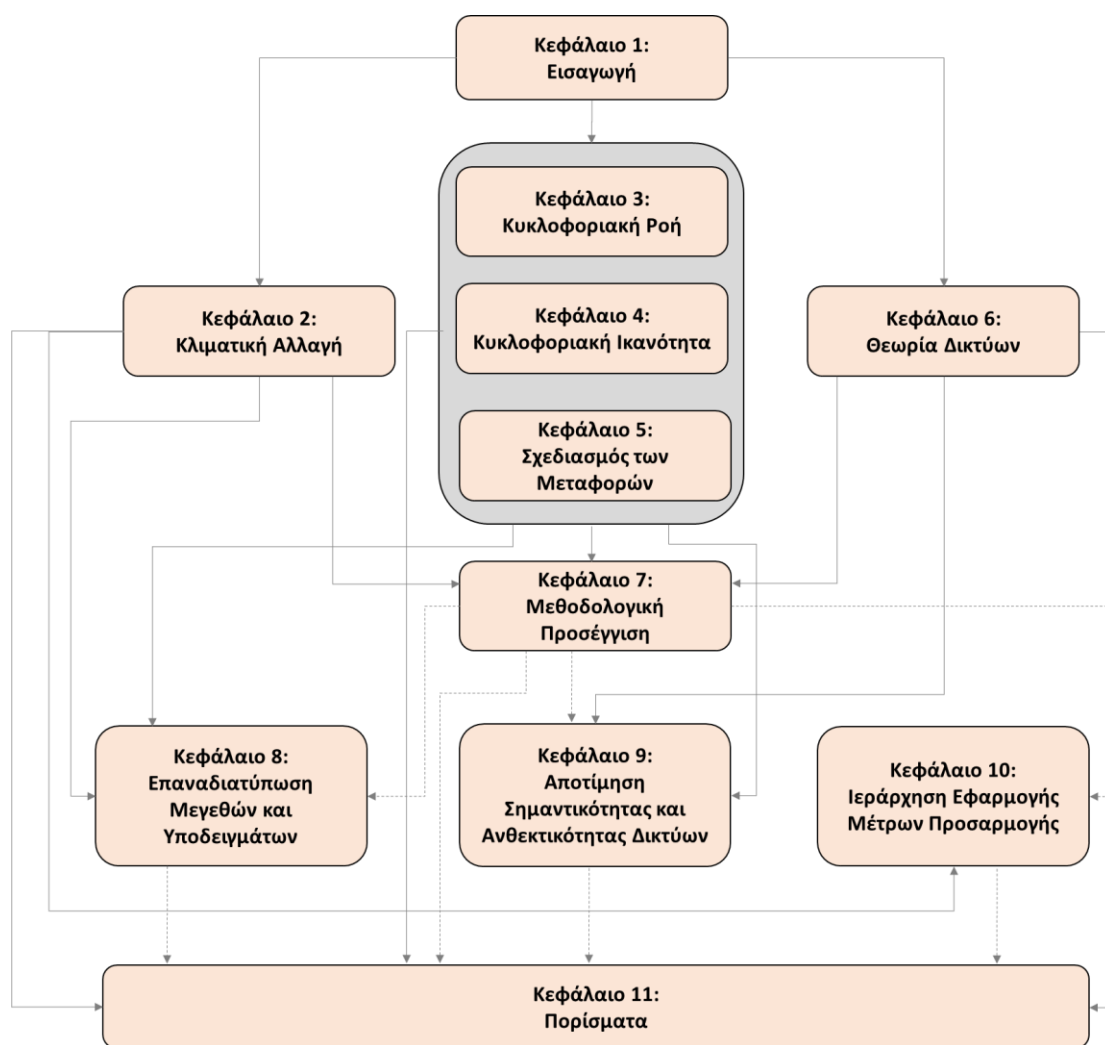 Κεφάλαιο 1:
Εισαγωγή
Κεφάλαιο 3:
Κυκλοφοριακή Ροή
Κεφάλαιο 2:
Κλιματική Αλλαγή
Κεφάλαιο 4:
Κυκλοφοριακή Ικανότητα
Κεφάλαιο 6:
Θεωρία Δικτύων
Κεφάλαιο 5:
Σχεδιασμός των
Μεταφορών
Κεφάλαιο 7:
Μεθοδολογική
Προσέγγιση
Κεφάλαιο 8:
Επαναδιατύπωση
Μεγεθών και
Υποδειγμάτων
Κεφάλαιο 9:
Αποτίμηση
Σημαντικότητας και
Ανθεκτικότητας Δικτύων
Κεφάλαιο 10:
Ιεράρχηση Εφαρμογής
Μέτρων Προσαρμογής
Κεφάλαιο 11:
Πορίσματα